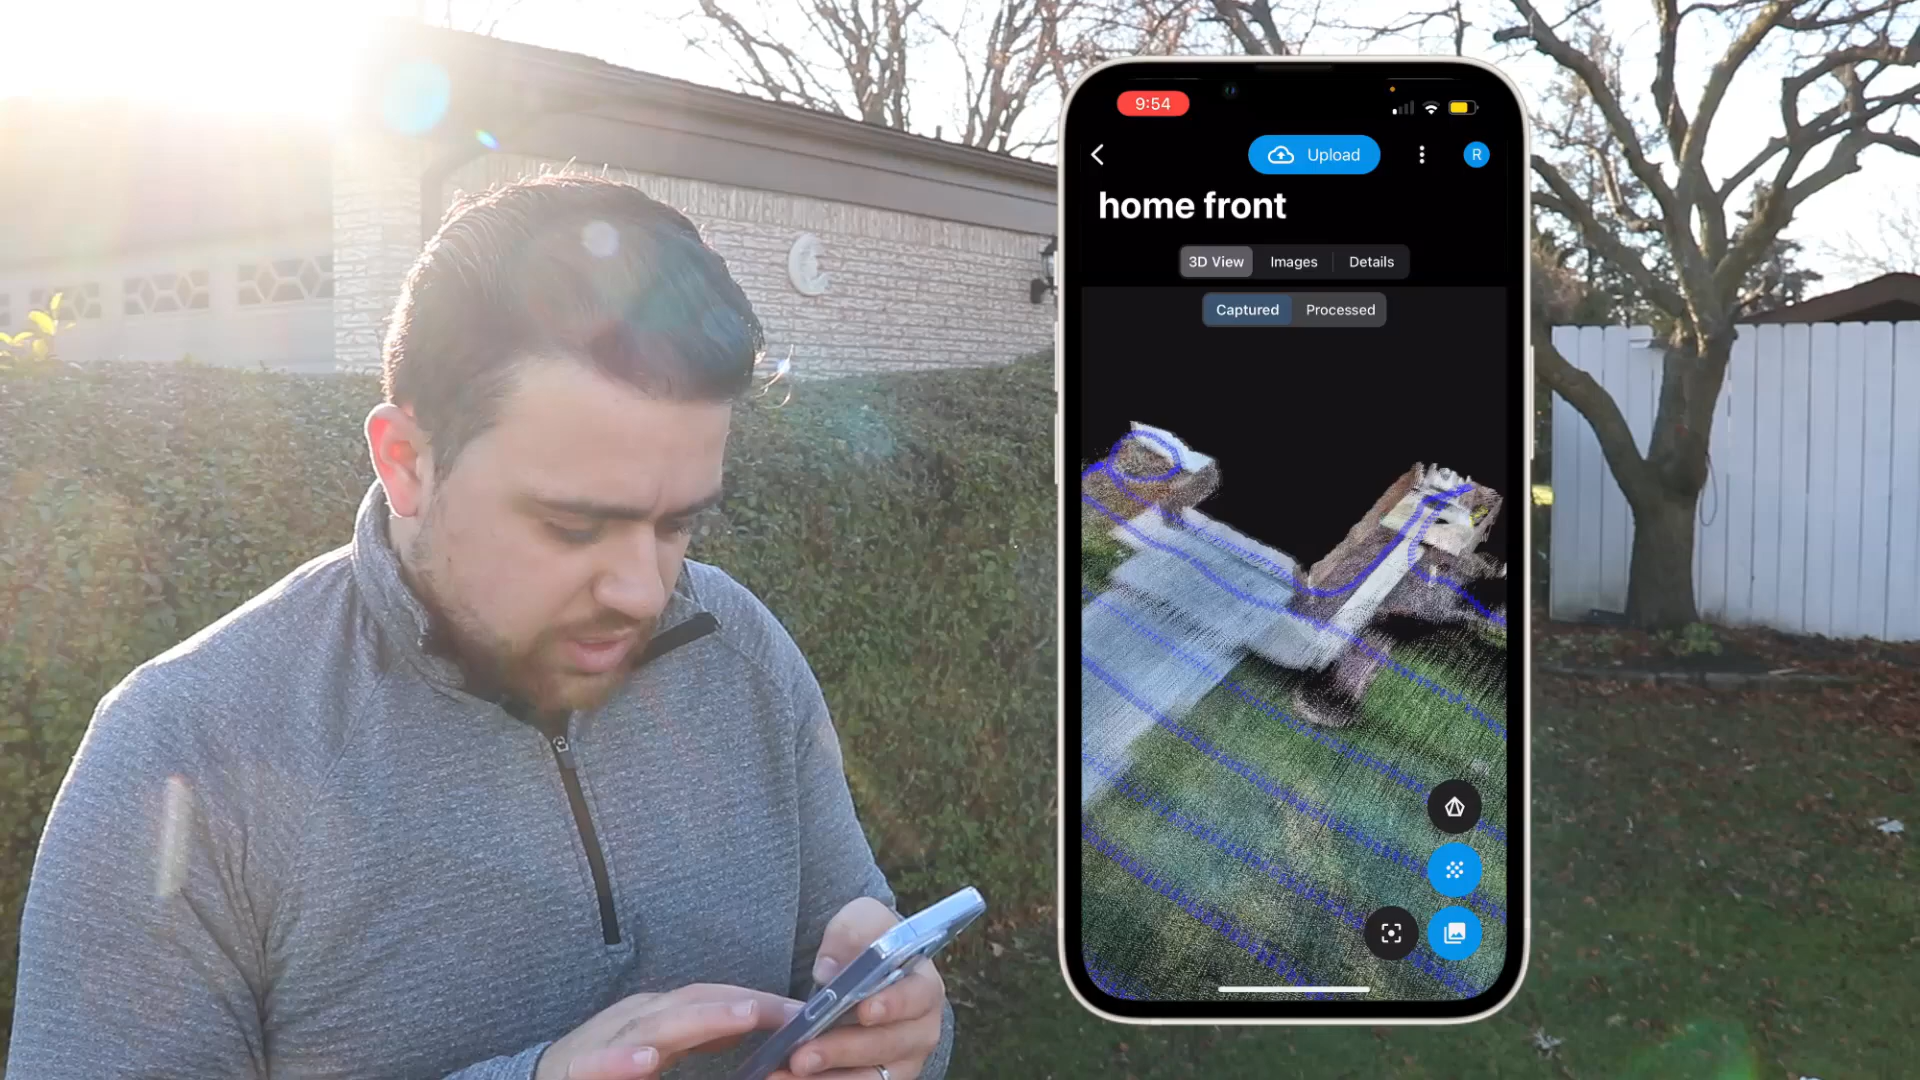 9:54
Upload
R
home front
3D View Images Details
Captured Processed